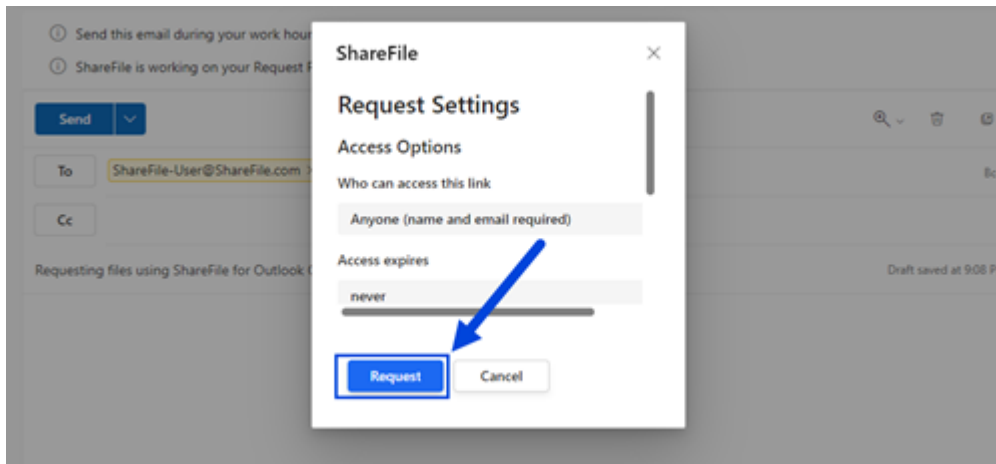 Send this email during your work hour
ShareFile is working on your Request F
Send
To
ShareFile-User@ShareFile.com
Cc
Requesting files using ShareFile for Outlook
Draft saved at 9:08 P
ShareFile
Request Settings
Access Options
Who can access this link
Anyone (name and email required)
Access expires
never
Request
Cancel